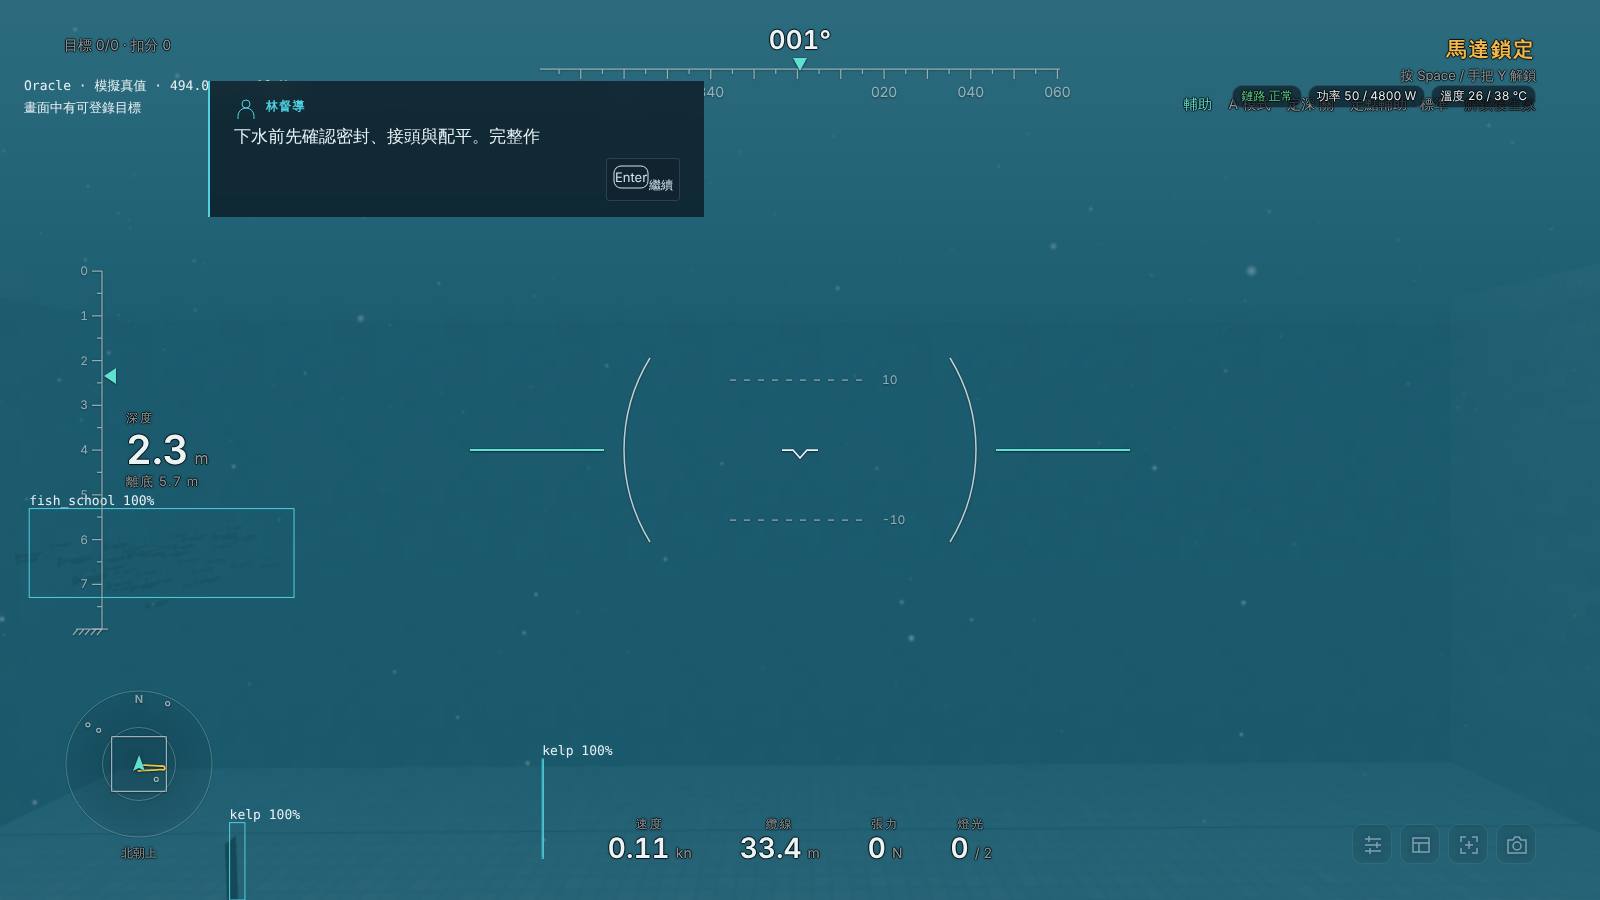 目標 0/0 · 扣分 0
001°
馬達鎖定
按 Space / 手把 Y 解鎖
Oracle · 模擬真值 · 494.0
畫面中有可登錄目標
020 040 060
鏈路 正常 功率 50 / 4800 W 溫度 26 / 38 °C
輔助
林督導
下水前先確認密封、接頭與配平。完整作
Enter 繼續
0
1
2
3
4
5
6
7
10
-10
深度
2.3 m
離底 5.7 m
fish_school 100%
kelp 100%
kelp 100%
N
北朝上
速度 纜線 張力 燈光
0.11 kn 33.4 m 0 N 0 / 2